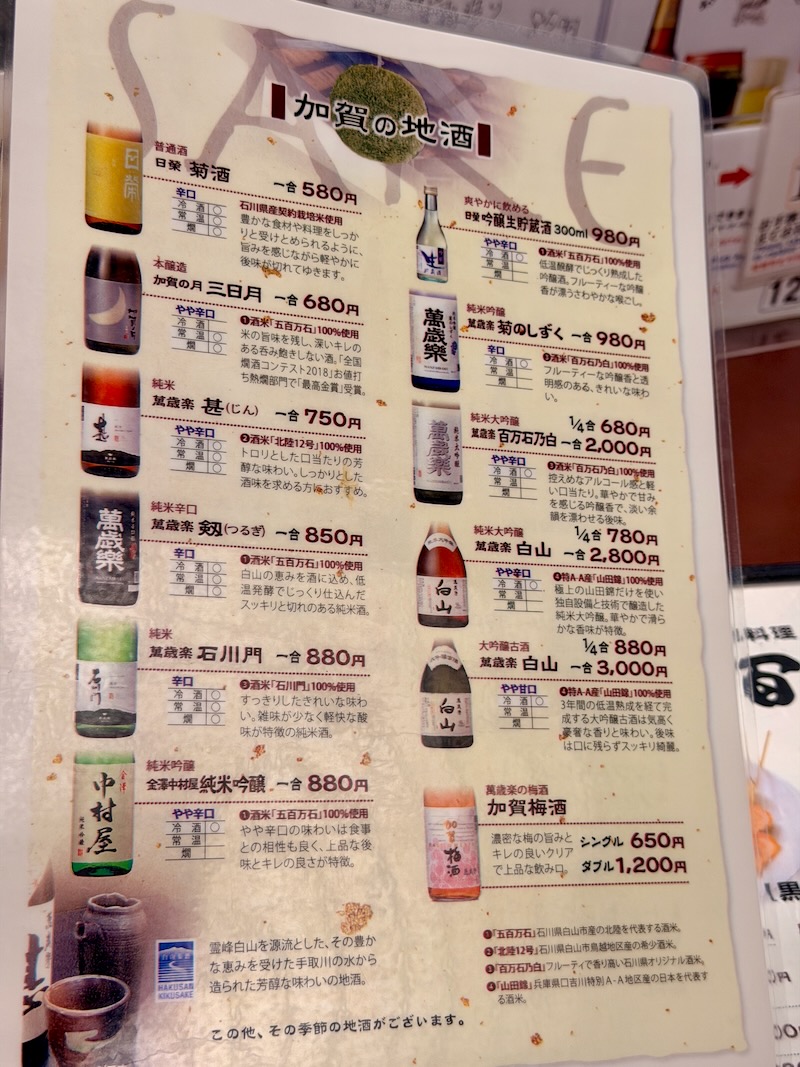 SAKE
加賀の地酒
普通酒
日榮 菊酒 一合 580円
辛口
冷酒 ○
常温 ○
燗 ○
石川県産契約栽培米使用
豊かな食材や料理をしっか
りと受けとめられるように、
旨みを感じながら軽やかに
後味が切れてゆきます。
本醸造
加賀の月 三日月 一合 680円
やや辛口
冷酒 ○
常温 ○
燗 ○
❶酒米「五百万石」100%使用
米の旨味を残し、深いキレ
のある呑み飽きしない酒。「全国
燗酒コンテスト2018」お値打
ち熱燗部門で「最高金賞」受賞。
純米
萬歳楽 甚(じん) 一合 750円
やや辛口
冷酒 ○
常温 ○
燗 ○
❷酒米「北陸12号」100%使用
トロリとした口当たりの芳
醇な味わい。しっかりとした
酒味を求める方におすすめ。
純米辛口
萬歳楽 剱(つるぎ) 一合 850円
辛口
冷酒 ○
常温 ○
燗 ○
❶酒米「五百万石」100%使用
白山の恵みを酒に込め、低
温発酵でじっくり仕込んだ
スッキリと切れのある純米酒。
純米
萬歳楽 石川門 一合 880円
辛口
冷酒 ○
常温 ○
燗
酒米「石川門」100%使用
すっきりしたきれいな味わ
い。雑味が少なく軽快な酸
味が特徴の純米酒。
純米吟醸
金澤中村屋 純米吟醸 一合 880円
やや辛口
冷酒 ○
常温
燗
❶酒米「五百万石」100%使用
やや辛口の味わいは食事
との相性も良く、上品な後
味とキレの良さが特徴。
HAKUSAN
KIKUSAKE
霊峰白山を源流とした、その豊か
な恵みを受けた手取川の水から
造られた芳醇な味わいの地酒。
この他、その季節の地酒がございます。
爽やかに飲める
日榮 吟醸生貯蔵酒 300ml 980円
やや辛口
冷酒 ○
常温
燗
❶酒米「五百万石」100%使用
低温醗酵でじっくり熟成した
吟醸酒。フルーティーな吟醸
香が漂うさわやかな喉ごし。
純米吟醸
萬歳楽 菊のしずく 一合 980円
辛口
冷酒 ○
常温
燗
❸酒米「百万石乃白」100%使用
フルーティーな吟醸香と透
明感のある、きれいな味わ
い。
純米大吟醸 1/4合 680円
萬歳楽 百万石乃白 一合 2,000円
やや辛口
冷酒 ○
常温
燗
❸酒米「百万石乃白」100%使用
控えめなアルコール感と軽
い口当たり。華やかで甘み
を感じる吟醸香で、淡い余
韻を漂わせる後味。
純米大吟醸 1/4合 780円
萬歳楽 白山 一合 2,800円
やや辛口
冷酒 ○
常温
燗
❹特A-A産「山田錦」100%使用
極上の山田錦だけを使い
独自設備と技術で醸造した
純米大吟醸。華やかで滑ら
かな香味が特徴。
大吟醸古酒 1/4合 880円
萬歳楽 白山 一合 3,000円
やや甘口
冷酒 ○
常温
燗
❹特A-A産「山田錦」100%使用
3年間の低温熟成を経て完
成する大吟醸古酒は気高く
豪奢な香りと味わい。後味
は口に残らずスッキリ綺麗。
萬歳楽の梅酒
加賀梅酒
濃密な梅の旨みと
キレの良いクリア
で上品な飲み口。
シングル 650円
ダブル 1,200円
❶「五百万石」石川県白山市産の北陸を代表する酒米。
❷「北陸12号」石川県白山市鳥越地区産の希少酒米。
❸「百万石乃白」フルーティで香り高い石川県オリジナル酒米。
❹「山田錦」兵庫県口吉川特別A-A地区産の日本を代表す
る酒米。